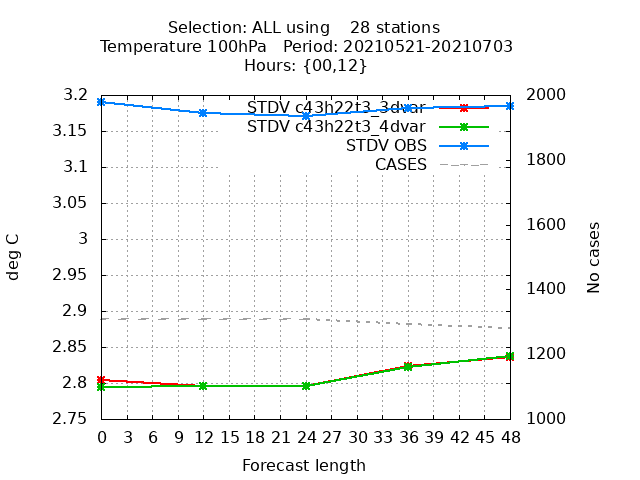 Selection: ALL using 28 stations
Temperature 100hPa Period: 20210521-20210703
Hours: {00,12}
3.2
3.15
3.1
3.05
3
2.95
2.9
2.85
2.8
2.75
deg C
STDV c43h22t3_3dvar
STDV c43h22t3_4dvar
STDV OBS
CASES
2000
1800
1600
1400
1200
1000
No cases
0 3 6 9 12 15 18 21 24 27 30 33 36 39 42 45 48
Forecast length